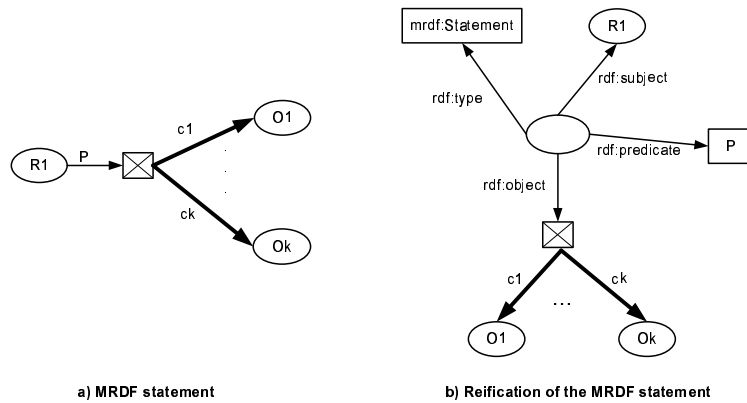 R1
P
c1
ck
O1
Ok
a) MRDF statement
mrdf:Statement
R1
rdf:type
rdf:subject
rdf:predicate
P
rdf:object
c1
ck
...
O1
Ok
b) Reification of the MRDF statement